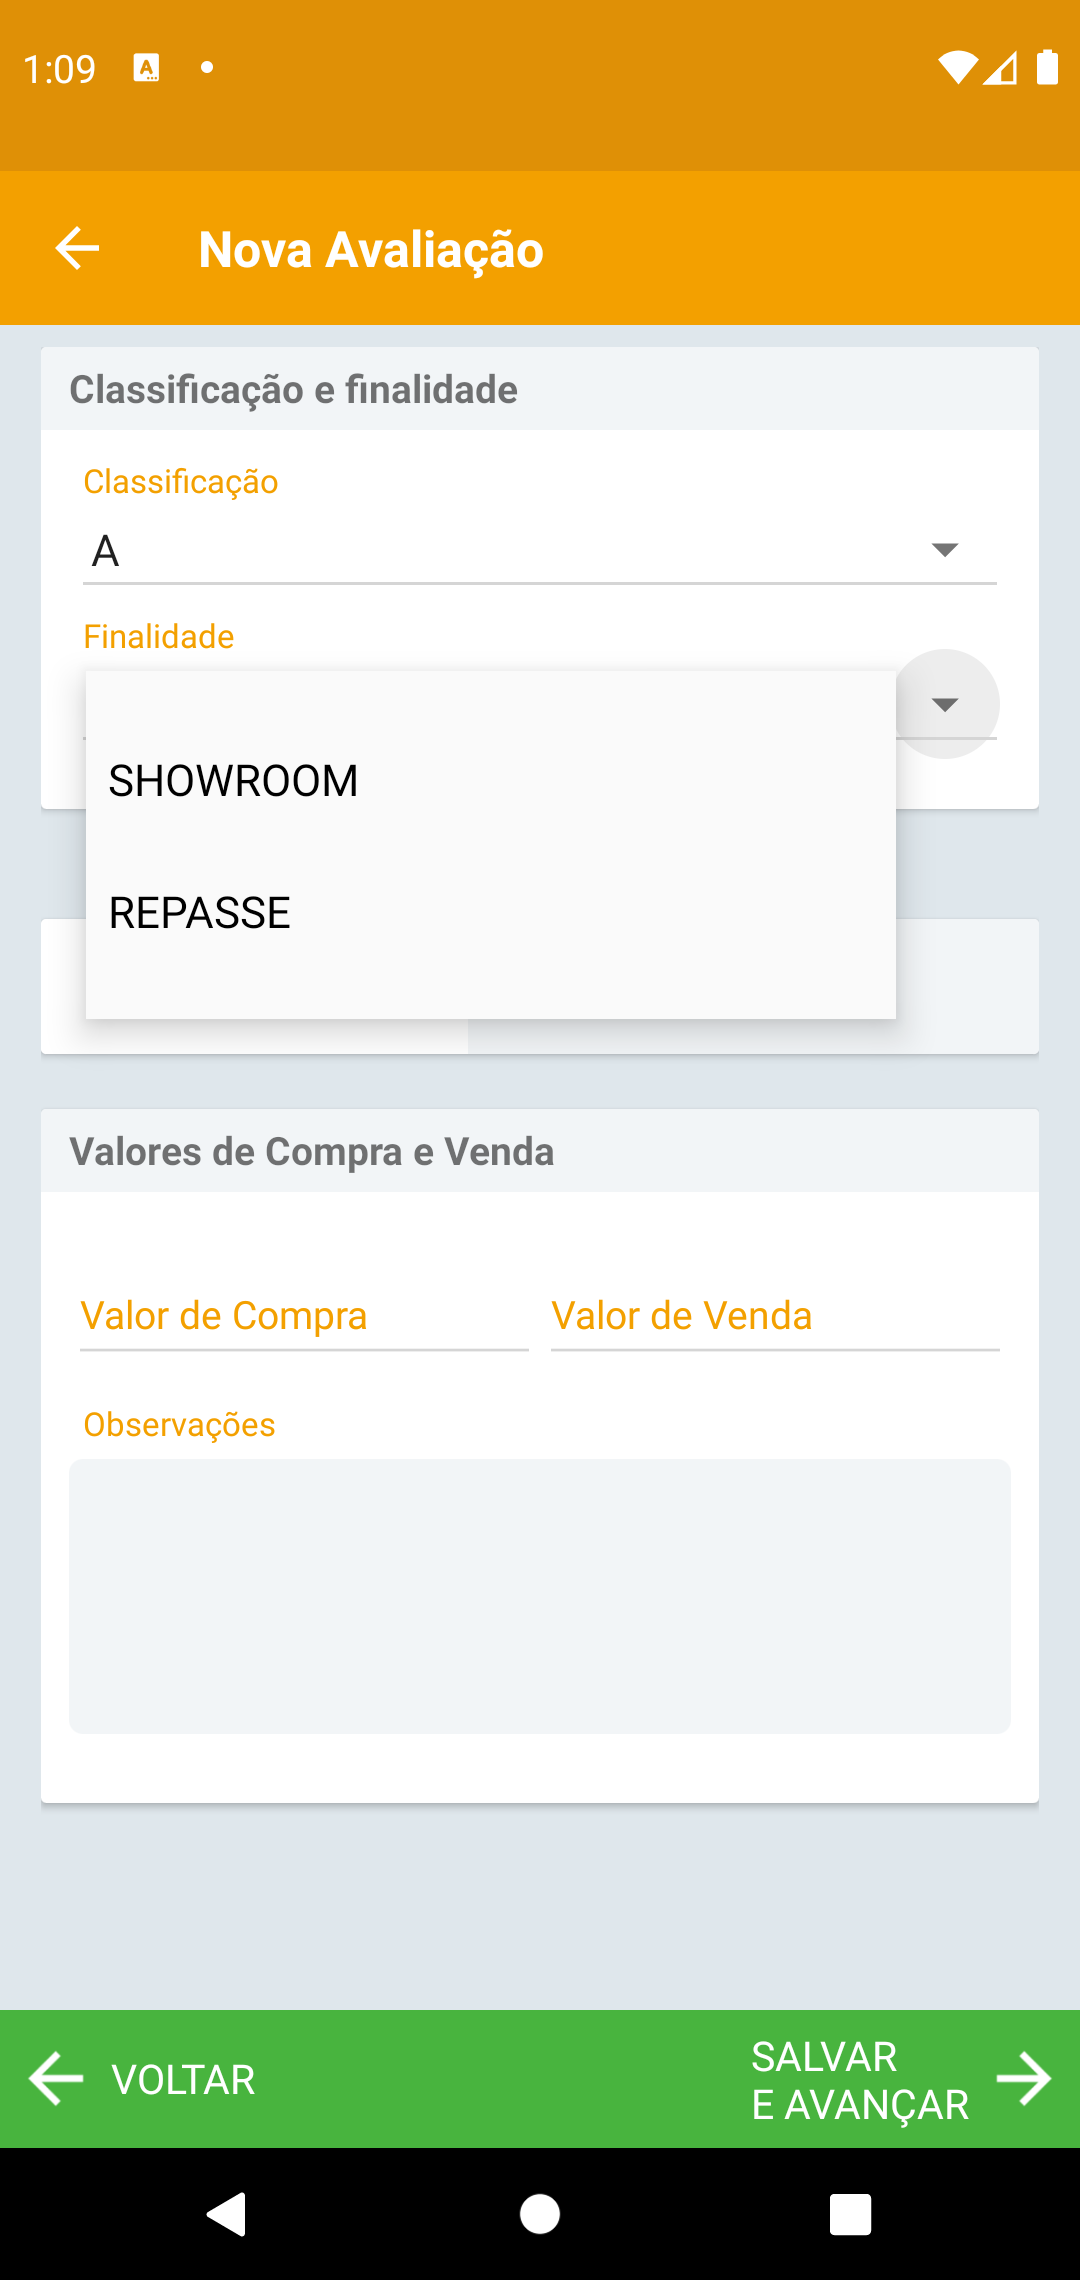 1:09
Nova Avaliação
Classificação e finalidade
Classificação
A
Finalidade
SHOWROOM
REPASSE
Valores de Compra e Venda
Valor de Compra
Valor de Venda
Observações
VOLTAR
SALVAR
E AVANÇAR